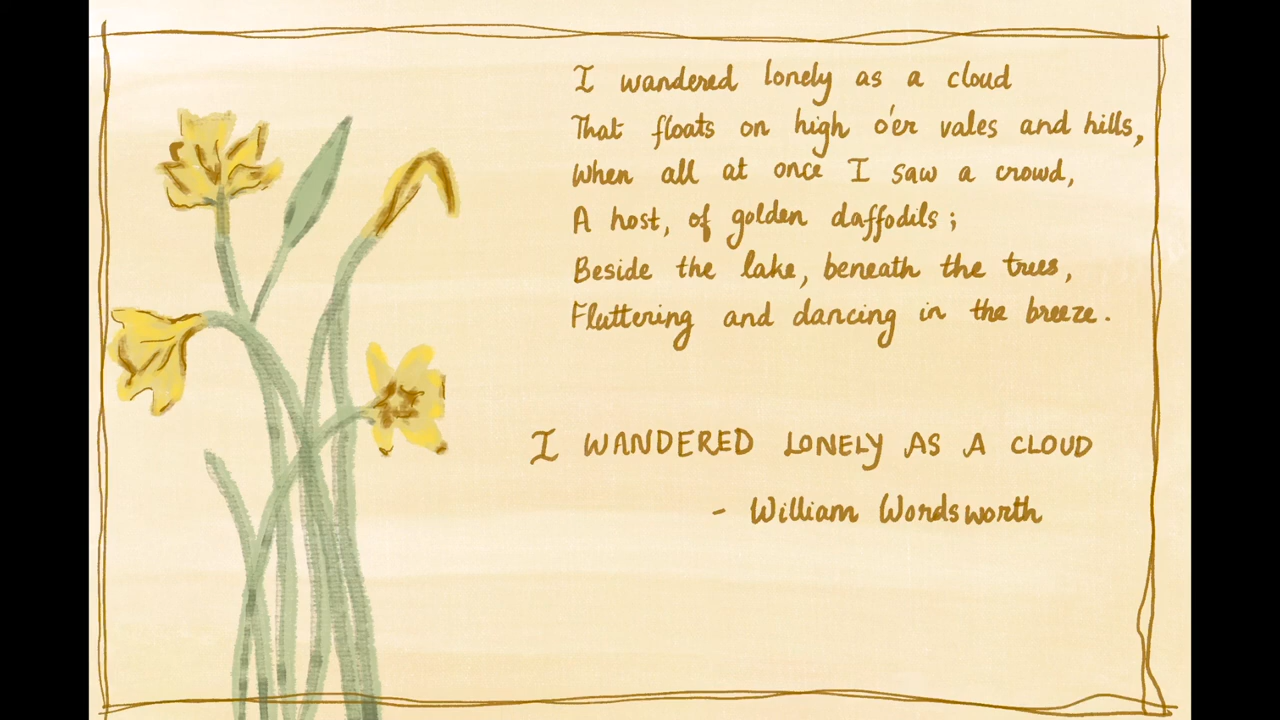 I wandered lonely as a cloud
That floats on high o'er vales and hills,
When all at once I saw a crowd,
A host, of golden daffodils;
Beside the lake, beneath the trees,
Fluttering and dancing in the breeze.
I WANDERED LONELY AS A CLOUD
- William Wordsworth